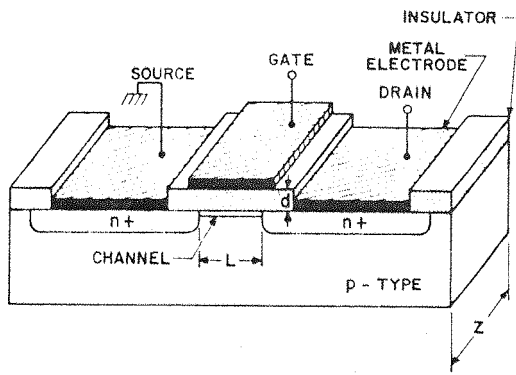 INSULATOR
METAL
ELECTRODE
GATE
SOURCE
DRAIN
d
n+
n+
CHANNEL
L
p-TYPE
Z